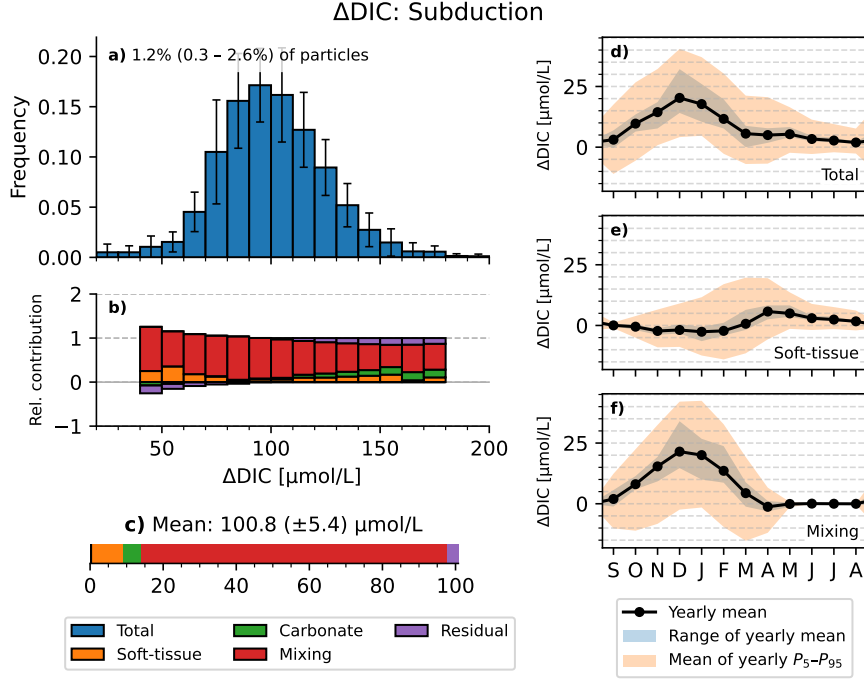 ΔDIC: Subduction
a) 1.2% (0.3 – 2.6%) of particles
0.20
0.15
0.10
0.05
0.00
Frequency
b)
2
1
0
−1
Rel. contribution
50
100
150
200
ΔDIC [μmol/L]
c) Mean: 100.8 (±5.4) μmol/L
0
20
40
60
80
100
Total
Soft-tissue
Carbonate
Mixing
Residual
d)
25
0
ΔDIC [μmol/L]
Total
e)
25
0
ΔDIC [μmol/L]
Soft-tissue
f)
25
0
ΔDIC [μmol/L]
Mixing
S O N D J F M A M J J A
Yearly mean
Range of yearly mean
Mean of yearly P₅–P₉₅